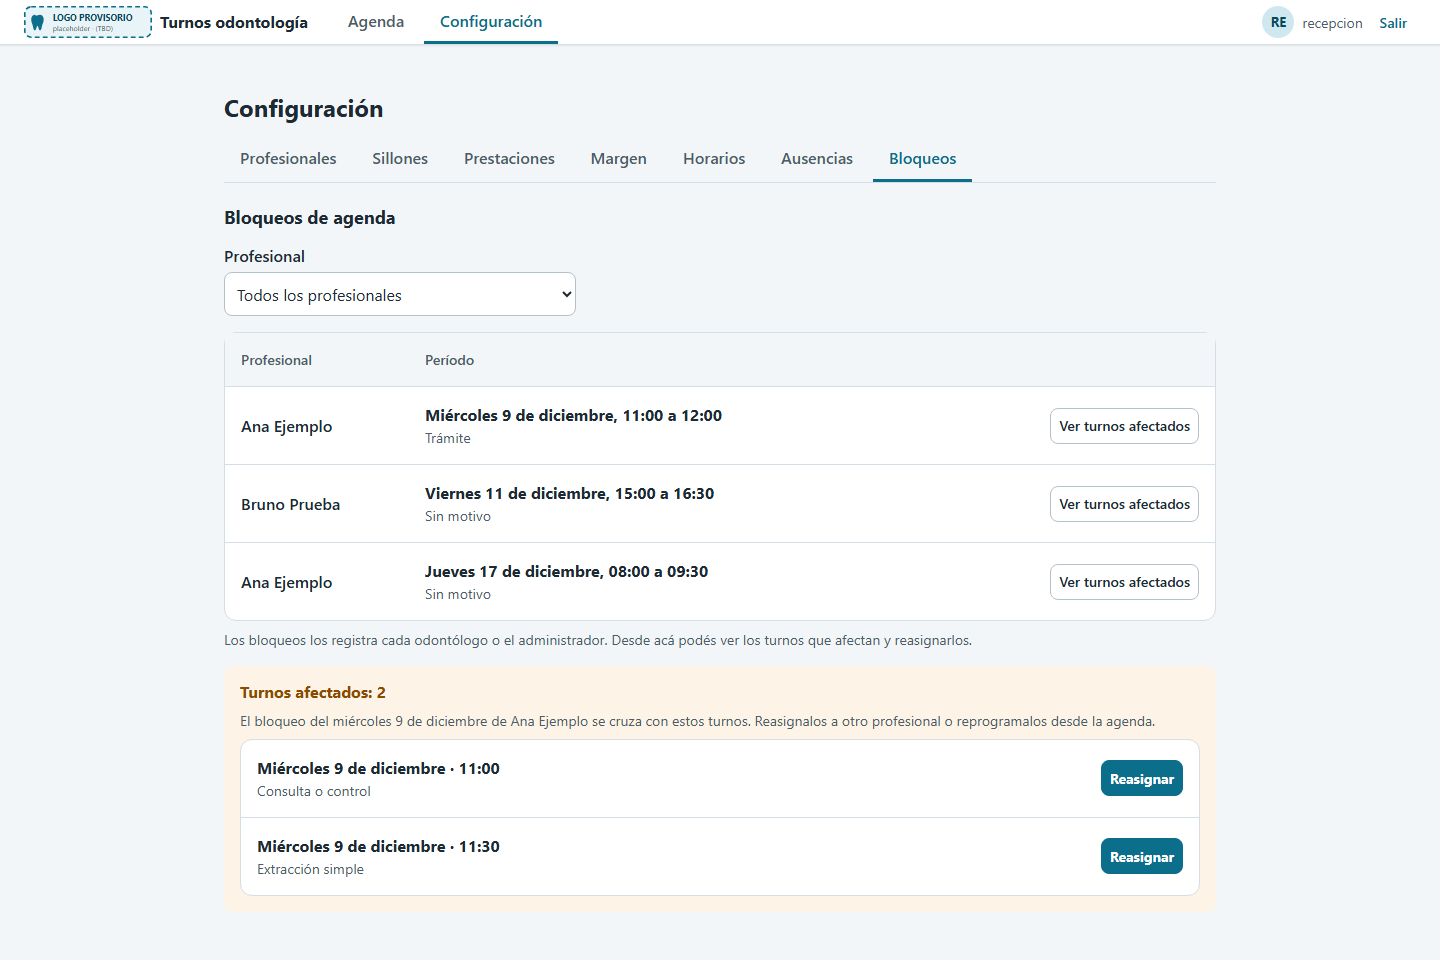 LOGO PROVISORIO
placeholder · (TBD)
Turnos odontología
Agenda
Configuración
RE
recepcion
Salir
Configuración
Profesionales
Sillones
Prestaciones
Margen
Horarios
Ausencias
Bloqueos
Bloqueos de agenda
Profesional
Todos los profesionales
Profesional
Período
Ana Ejemplo
Miércoles 9 de diciembre, 11:00 a 12:00
Trámite
Ver turnos afectados
Bruno Prueba
Viernes 11 de diciembre, 15:00 a 16:30
Sin motivo
Ver turnos afectados
Ana Ejemplo
Jueves 17 de diciembre, 08:00 a 09:30
Sin motivo
Ver turnos afectados
Los bloqueos los registra cada odontólogo o el administrador. Desde acá podés ver los turnos que afectan y reasignarlos.
Turnos afectados: 2
El bloqueo del miércoles 9 de diciembre de Ana Ejemplo se cruza con estos turnos. Reasignalos a otro profesional o reprogramalos desde la agenda.
Miércoles 9 de diciembre · 11:00
Consulta o control
Reasignar
Miércoles 9 de diciembre · 11:30
Extracción simple
Reasignar